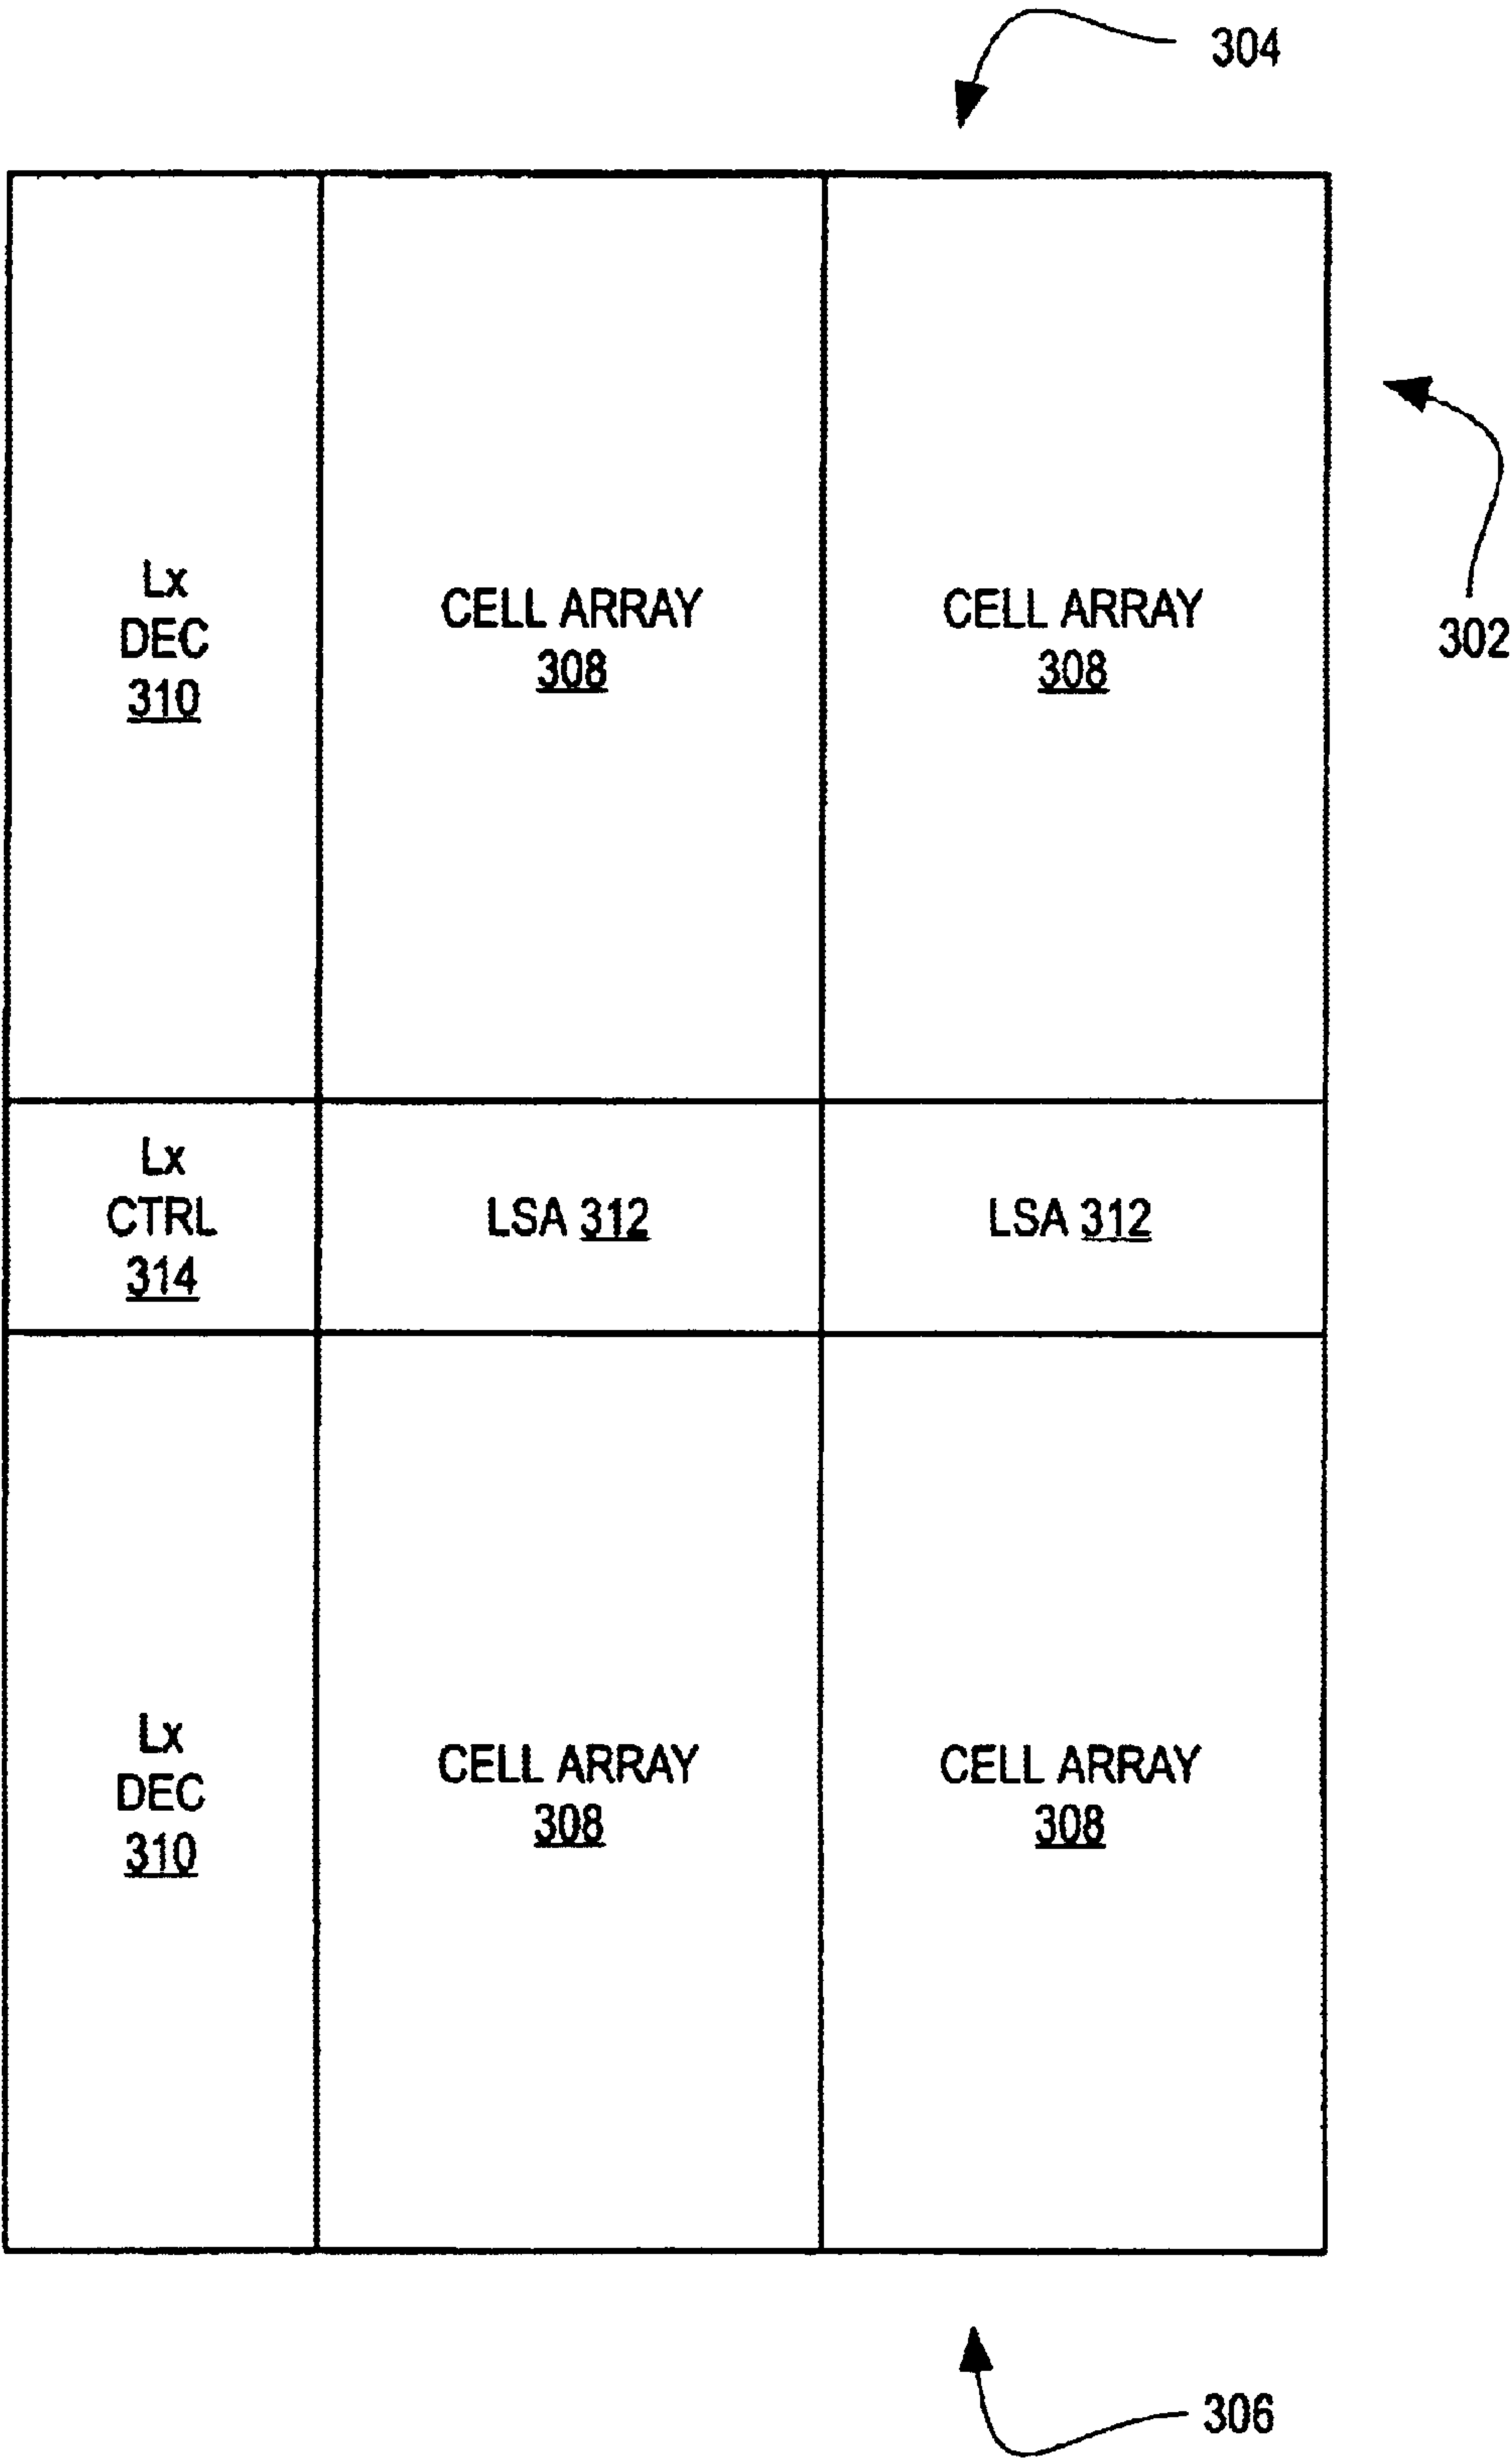 304
Lx
DEC
310
CELL ARRAY
308
CELL ARRAY
308
302
Lx
CTRL
314
LSA 312
LSA 312
Lx
DEC
310
CELL ARRAY
308
CELL ARRAY
308
306